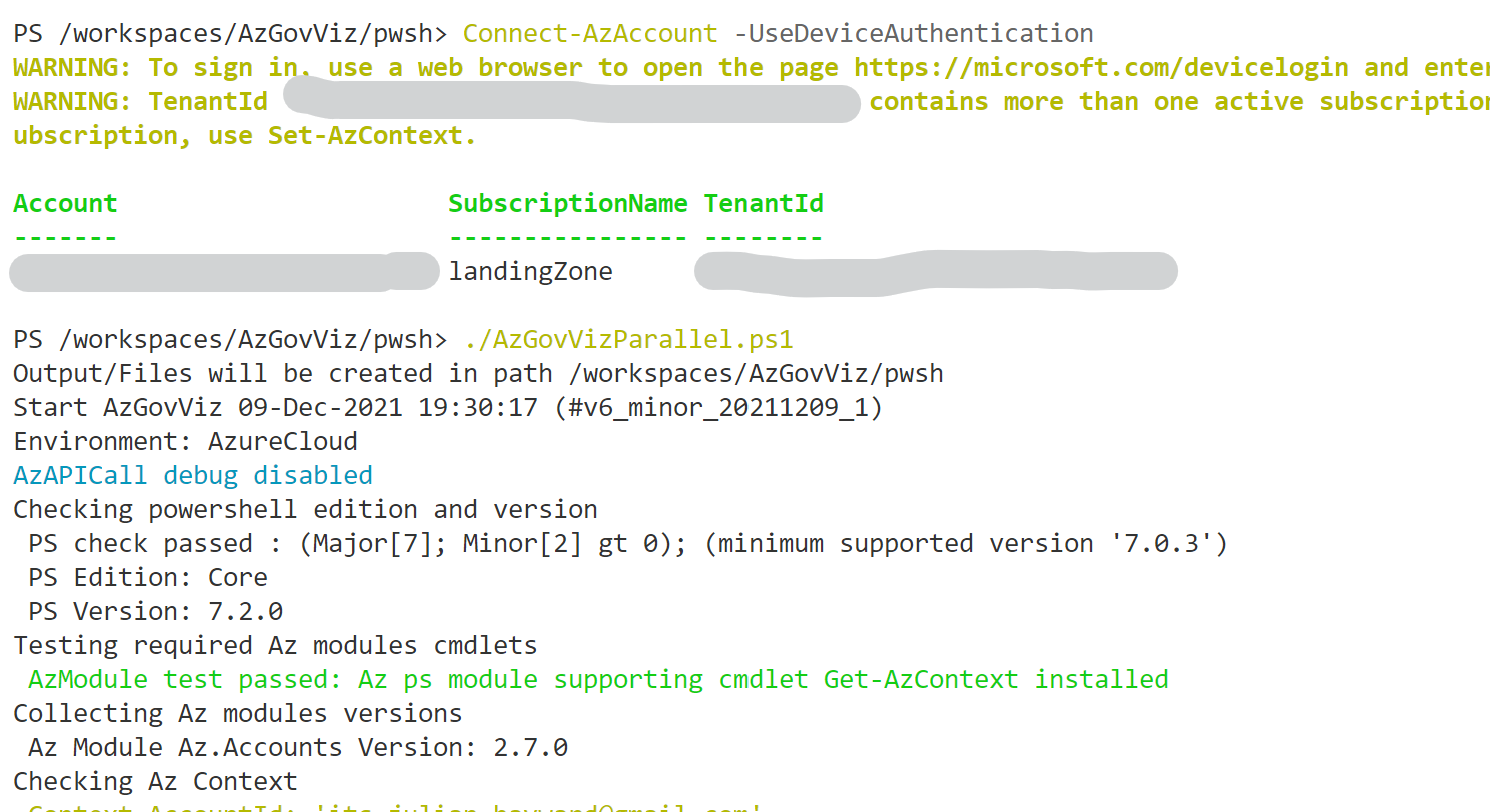 PS /workspaces/AzGovViz/pwsh> Connect-AzAccount -UseDeviceAuthentication
WARNING: To sign in, use a web browser to open the page https://microsoft.com/devicelogin and enter
WARNING: TenantId contains more than one active subscription
ubscription, use Set-AzContext.
Account SubscriptionName TenantId
------- ---------------- --------
landingZone
PS /workspaces/AzGovViz/pwsh> ./AzGovVizParallel.ps1
Output/Files will be created in path /workspaces/AzGovViz/pwsh
Start AzGovViz 09-Dec-2021 19:30:17 (#v6_minor_20211209_1)
Environment: AzureCloud
AzAPICall debug disabled
Checking powershell edition and version
PS check passed : (Major[7]; Minor[2] gt 0); (minimum supported version '7.0.3')
PS Edition: Core
PS Version: 7.2.0
Testing required Az modules cmdlets
AzModule test passed: Az ps module supporting cmdlet Get-AzContext installed
Collecting Az modules versions
Az Module Az.Accounts Version: 2.7.0
Checking Az Context
Context AccountId: